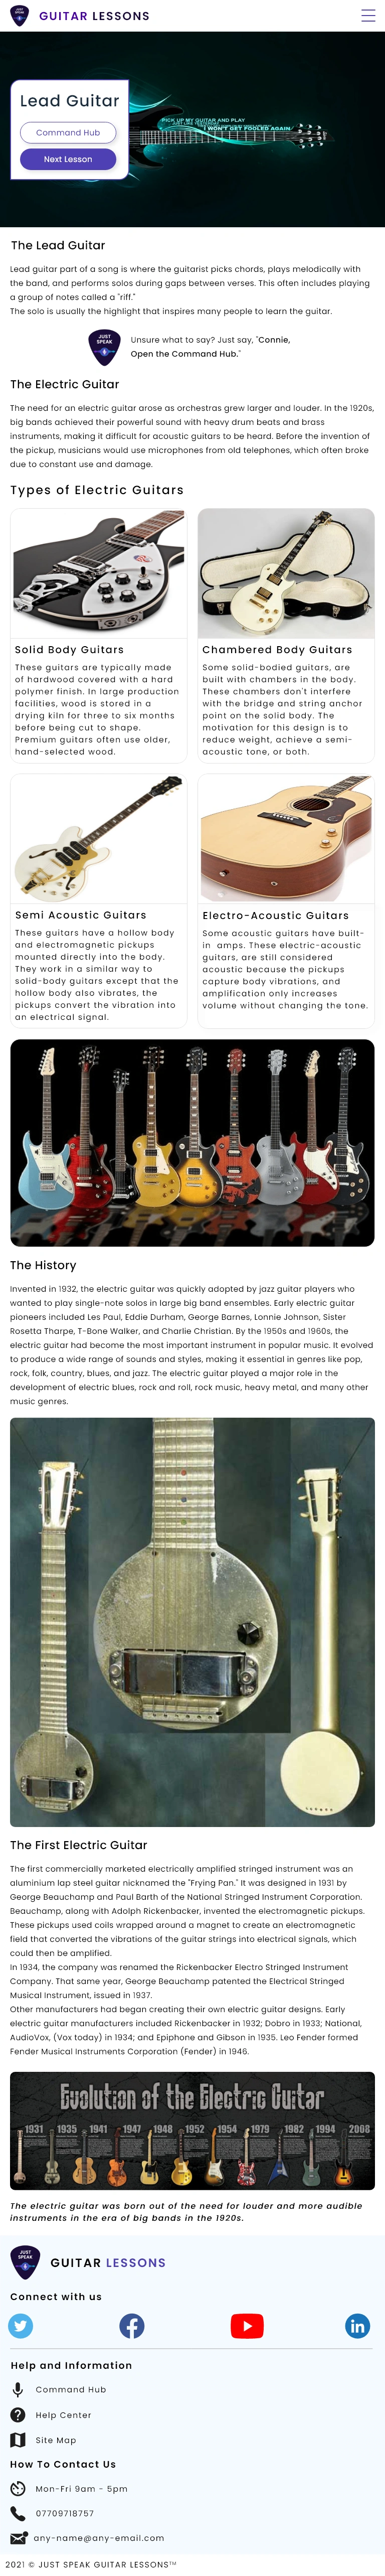 JUST SPEAK
GUITAR LESSONS
Lead Guitar
Command Hub
Next Lesson
PICK UP MY GUITAR AND PLAY
JUST LIKE YESTERDAY
I WON'T GET FOOLED AGAIN
The Lead Guitar
Lead guitar part of a song is where the guitarist picks chords, plays melodically with
the band, and performs solos during gaps between verses. This often includes playing
a group of notes called a "riff."
The solo is usually the highlight that inspires many people to learn the guitar.
JUST
SPEAK
Unsure what to say? Just say, "Connie,
Open the Command Hub."
The Electric Guitar
The need for an electric guitar arose as orchestras grew larger and louder. In the 1920s,
big bands achieved their powerful sound with heavy drum beats and brass
instruments, making it difficult for acoustic guitars to be heard. Before the invention of
the pickup, musicians would use microphones from old telephones, which often broke
due to constant use and damage.
Types of Electric Guitars
Solid Body Guitars
These guitars are typically made
of hardwood covered with a hard
polymer finish. In large production
facilities, wood is stored in a
drying kiln for three to six months
before being cut to shape.
Premium guitars often use older,
hand-selected wood.
Chambered Body Guitars
Some solid-bodied guitars, are
built with chambers in the body.
These chambers don't interfere
with the bridge and string anchor
point on the solid body. The
motivation for this design is to
reduce weight, achieve a semi-
acoustic tone, or both.
Semi Acoustic Guitars
These guitars have a hollow body
and electromagnetic pickups
mounted directly into the body.
They work in a similar way to
solid-body guitars except that the
hollow body also vibrates, the
pickups convert the vibration into
an electrical signal.
Electro-Acoustic Guitars
Some acoustic guitars have built-
in amps. These electric-acoustic
guitars, are still considered
acoustic because the pickups
capture body vibrations, and
amplification only increases
volume without changing the tone.
The History
Invented in 1932, the electric guitar was quickly adopted by jazz guitar players who
wanted to play single-note solos in large big band ensembles. Early electric guitar
pioneers included Les Paul, Eddie Durham, George Barnes, Lonnie Johnson, Sister
Rosetta Tharpe, T-Bone Walker, and Charlie Christian. By the 1950s and 1960s, the
electric guitar had become the most important instrument in popular music. It evolved
to produce a wide range of sounds and styles, making it essential in genres like pop,
rock, folk, country, blues, and jazz. The electric guitar played a major role in the
development of electric blues, rock and roll, rock music, heavy metal, and many other
music genres.
The First Electric Guitar
The first commercially marketed electrically amplified stringed instrument was an
aluminium lap steel guitar nicknamed the "Frying Pan." It was designed in 1931 by
George Beauchamp and Paul Barth of the National Stringed Instrument Corporation.
Beauchamp, along with Adolph Rickenbacker, invented the electromagnetic pickups.
These pickups used coils wrapped around a magnet to create an electromagnetic
field that converted the vibrations of the guitar strings into electrical signals, which
could then be amplified.
In 1934, the company was renamed the Rickenbacker Electro Stringed Instrument
Company. That same year, George Beauchamp patented the Electrical Stringed
Musical Instrument, issued in 1937.
Other manufacturers had began creating their own electric guitar designs. Early
electric guitar manufacturers included Rickenbacker in 1932; Dobro in 1933; National,
AudioVox, (Vox today) in 1934; and Epiphone and Gibson in 1935. Leo Fender formed
Fender Musical Instruments Corporation (Fender) in 1946.
Evolution of the Electric Guitar
1931 1935 1941 1947 1948 1952 1954 1979 1982 1994 2008
The electric guitar was born out of the need for louder and more audible
instruments in the era of big bands in the 1920s.
JUST
SPEAK
GUITAR LESSONS
Connect with us
Help and Information
Command Hub
Help Center
Site Map
How To Contact Us
Mon-Fri 9am - 5pm
07709718757
any-name@any-email.com
2021 © JUST SPEAK GUITAR LESSONS™